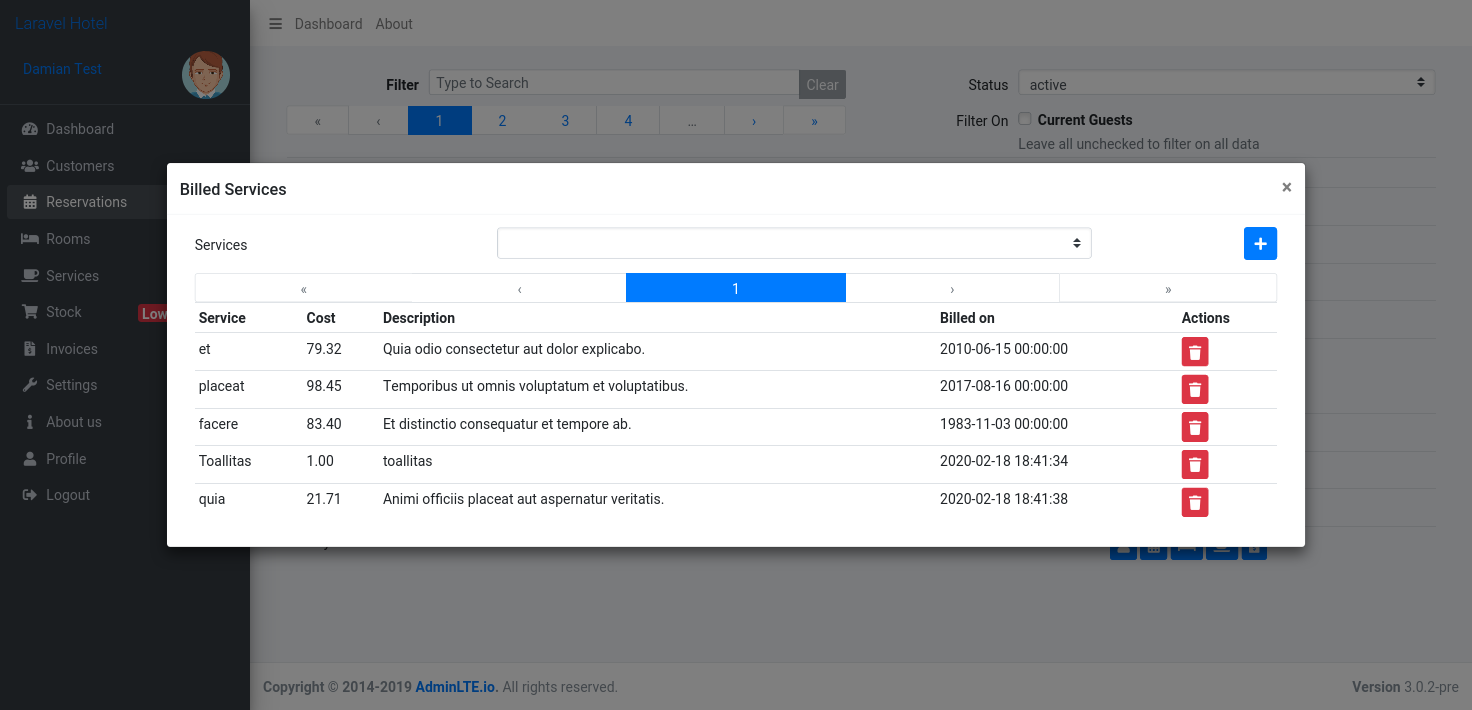 Laravel Hotel
☰ Dashboard About
Damian Test
Filter Type to Search Clear
Status active
« ‹ 1 2 3 4 … › »
Filter On Current Guests
Leave all unchecked to filter on all data
Dashboard
Customers
Reservations
Rooms
Services
Stock Low
Invoices
Settings
About us
Profile
Logout
Billed Services ×
Services +
« ‹ 1 › »
Service Cost Description Billed on Actions
et 79.32 Quia odio consectetur aut dolor explicabo. 2010-06-15 00:00:00
placeat 98.45 Temporibus ut omnis voluptatum et voluptatibus. 2017-08-16 00:00:00
facere 83.40 Et distinctio consequatur et tempore ab. 1983-11-03 00:00:00
Toallitas 1.00 toallitas 2020-02-18 18:41:34
quia 21.71 Animi officiis placeat aut aspernatur veritatis. 2020-02-18 18:41:38
Copyright © 2014-2019 AdminLTE.io. All rights reserved.
Version 3.0.2-pre